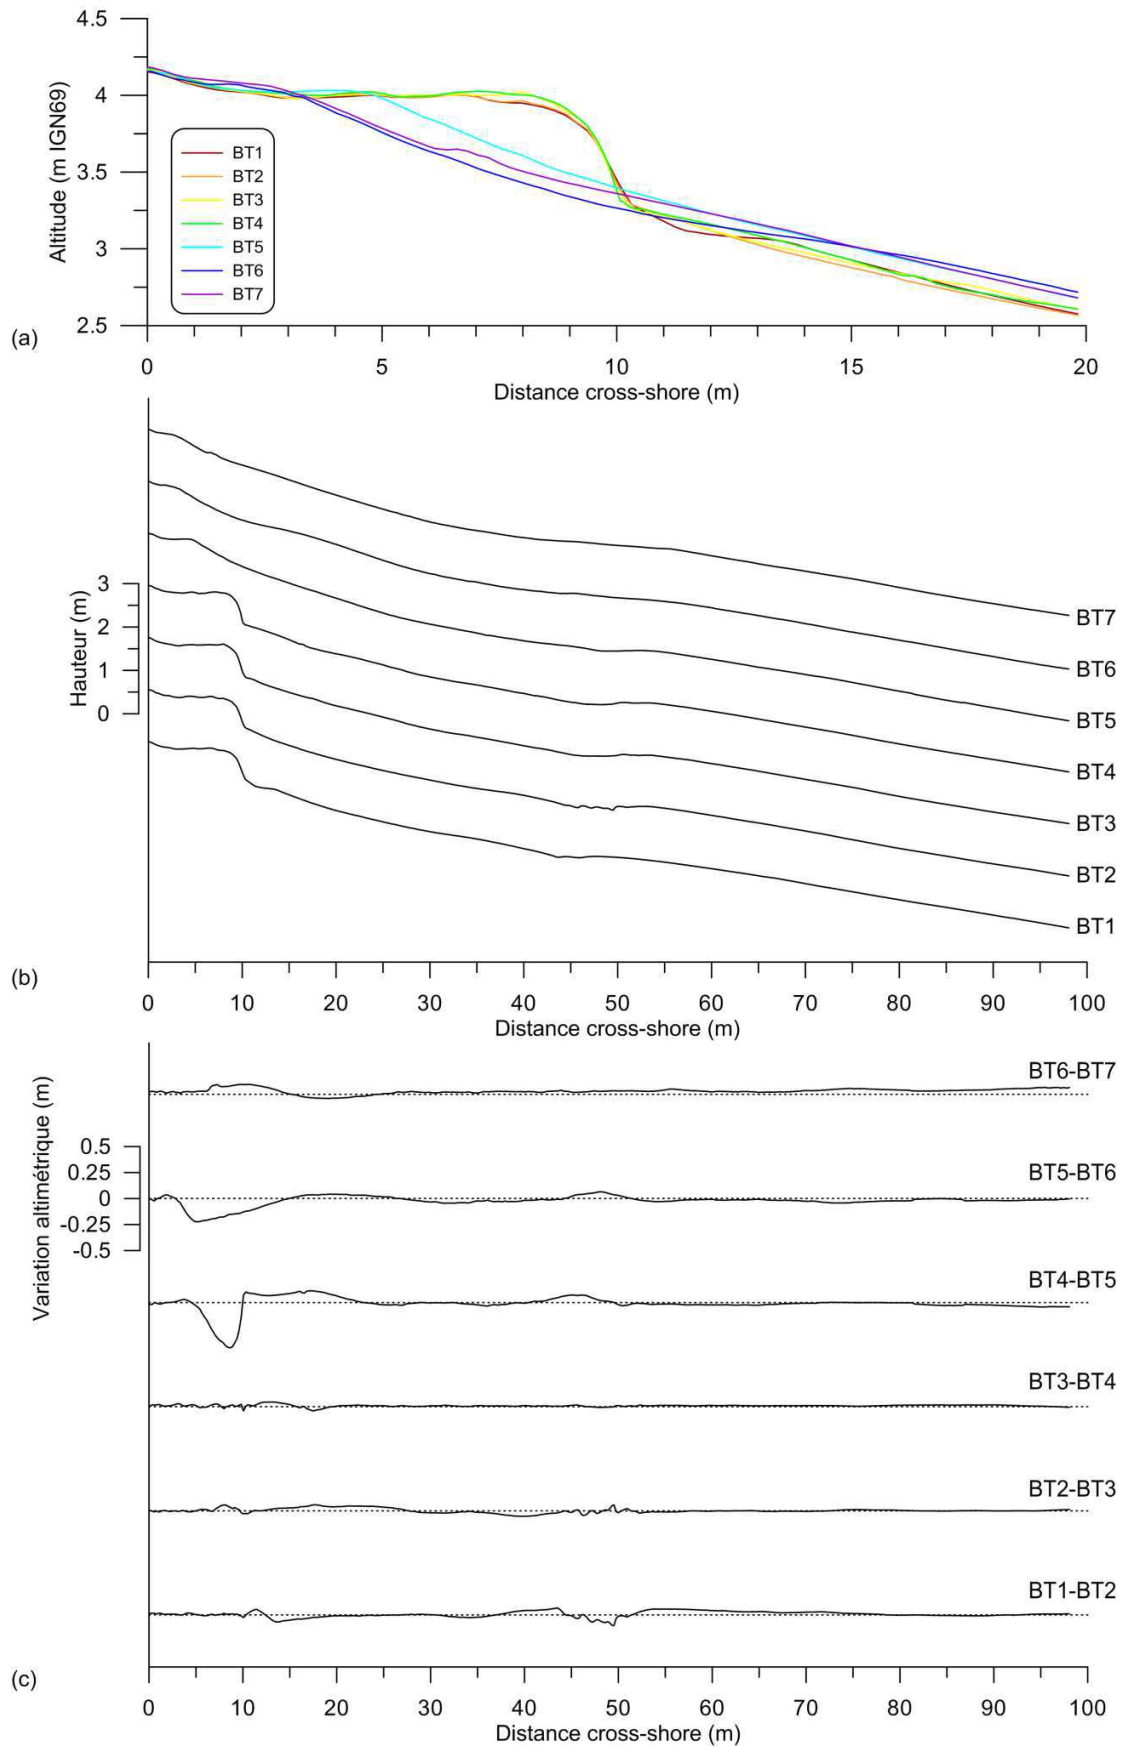 4.5
4
3.5
3
2.5
Altitude (m IGN69)
BT1
BT2
BT3
BT4
BT5
BT6
BT7
(a)
0 5 10 15 20
Distance cross-shore (m)
3
2
1
0
Hauteur (m)
BT7
BT6
BT5
BT4
BT3
BT2
BT1
(b)
0 10 20 30 40 50 60 70 80 90 100
Distance cross-shore (m)
Variation altimétrique (m)
0.5
0.25
0
-0.25
-0.5
BT6-BT7
BT5-BT6
BT4-BT5
BT3-BT4
BT2-BT3
BT1-BT2
(c)
0 10 20 30 40 50 60 70 80 90 100
Distance cross-shore (m)